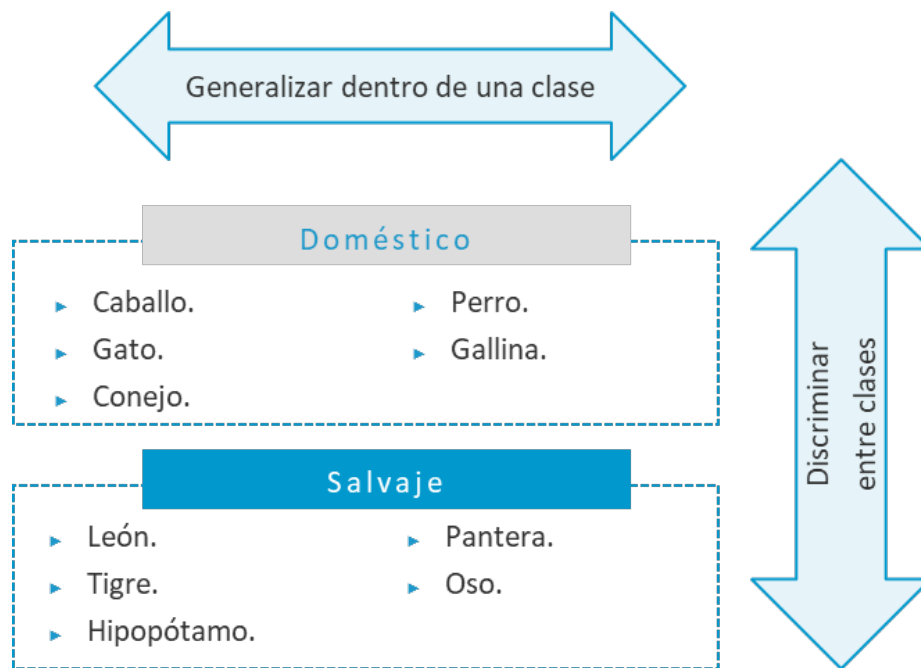 Generalizar dentro de una clase
Doméstico
Caballo.
Perro.
Gato.
Gallina.
Conejo.
Salvaje
León.
Pantera.
Tigre.
Oso.
Hipopótamo.
Discriminar
entre clases